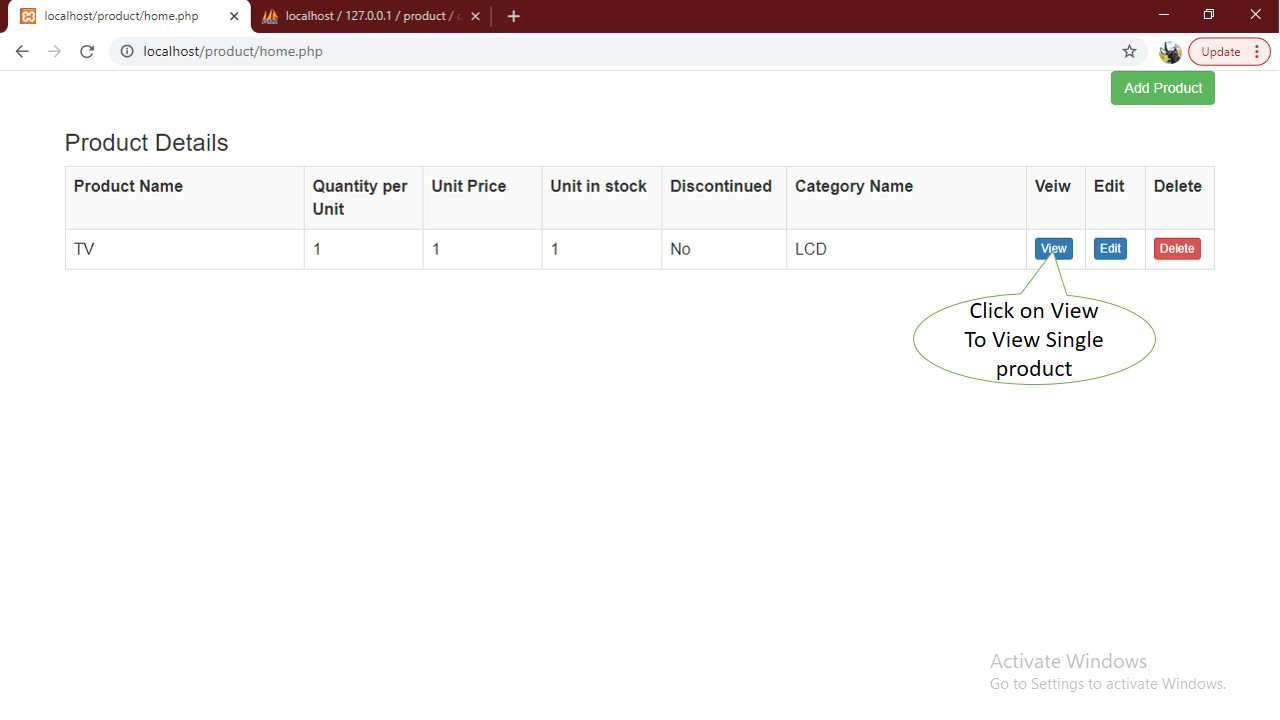 localhost/product/home.php
localhost / 127.0.0.1 / product /
localhost/product/home.php
Update
Add Product
Product Details
Product Name Quantity per Unit Unit Price Unit in stock Discontinued Category Name Veiw Edit Delete
TV 1 1 1 No LCD View Edit Delete
Click on View
To View Single
product
Activate Windows
Go to Settings to activate Windows.